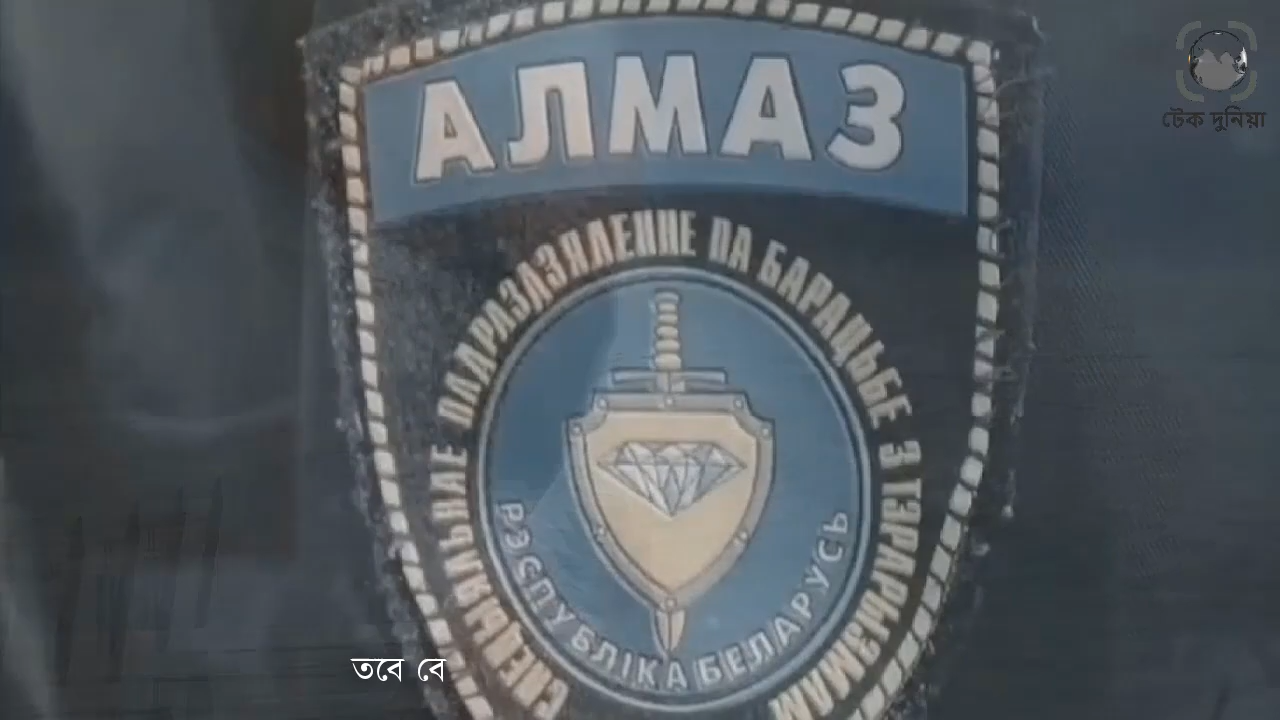 АЛМАЗ
СПЕЦЫЯЛЬНАЕ ПАДРАЗДЗЯЛЕННЕ ПА БАРАЦЬБЕ З ТЭРАРЫЗМАМ
РЭСПУБЛІКА БЕЛАРУСЬ
টেক দুনিয়া
তবে বে